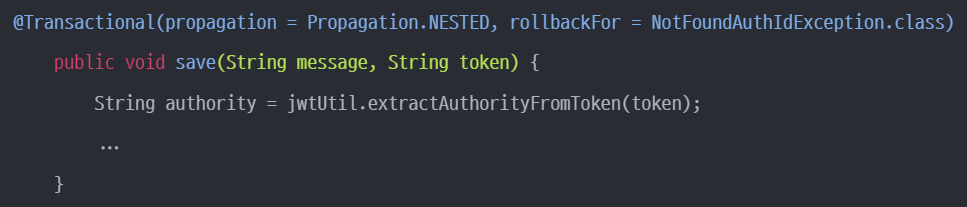 @Transactional(propagation = Propagation.NESTED, rollbackFor = NotFoundAuthIdException.class)
public void save(String message, String token) {
String authority = jwtUtil.extractAuthorityFromToken(token);
...
}